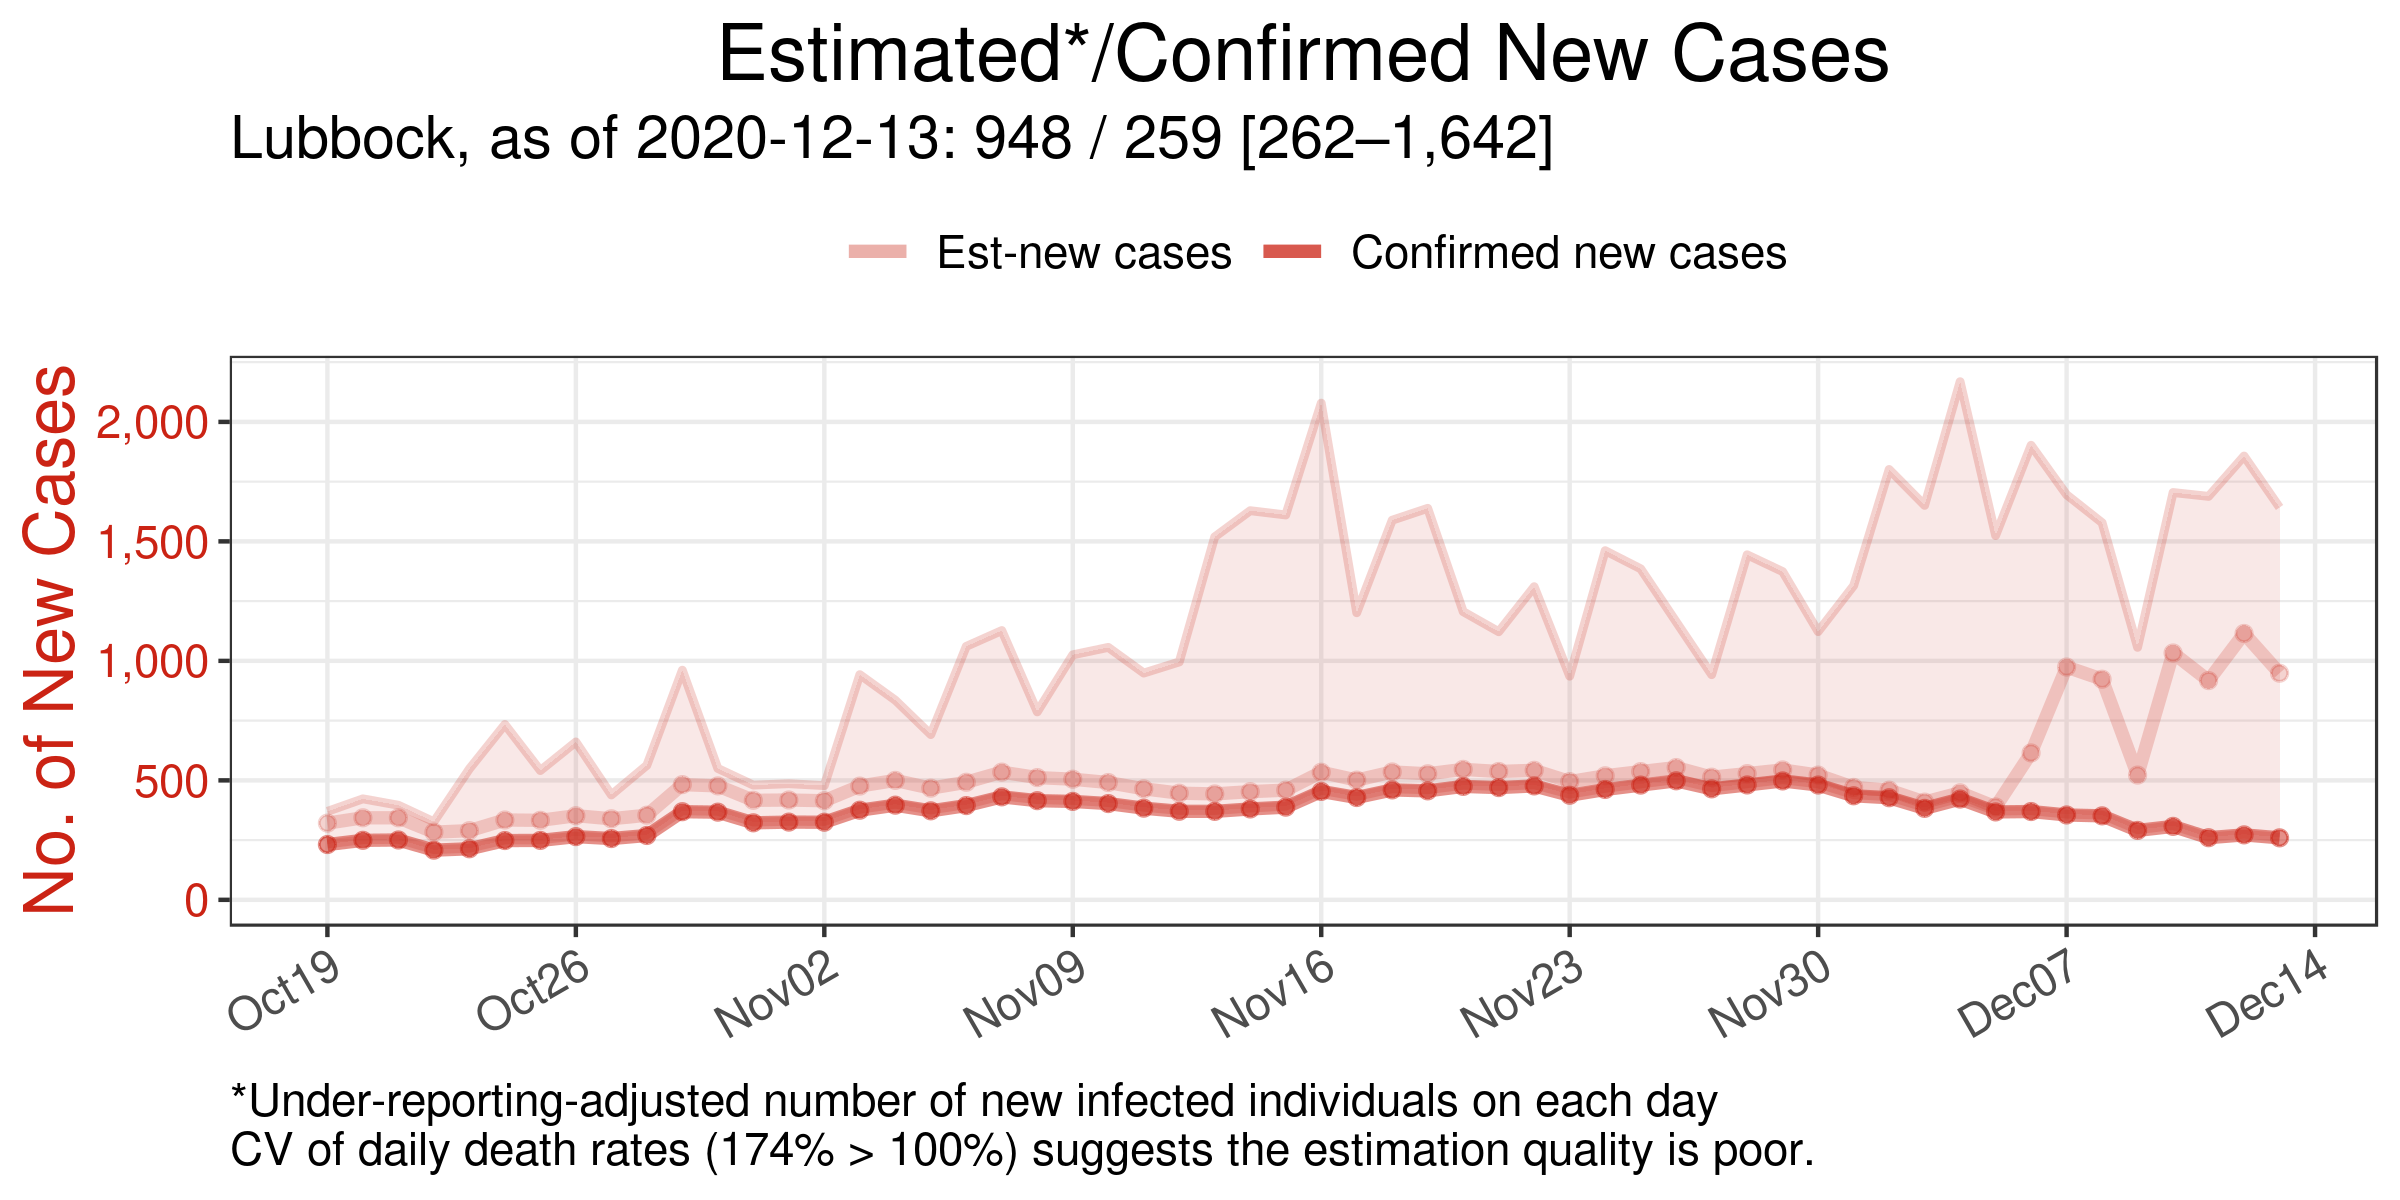 Estimated*/Confirmed New Cases
Lubbock, as of 2020-12-13: 948 / 259 [262–1,642]
Est-new cases Confirmed new cases
No. of New Cases
2,000
1,500
1,000
500
0
Oct19 Oct26 Nov02 Nov09 Nov16 Nov23 Nov30 Dec07 Dec14
*Under-reporting-adjusted number of new infected individuals on each day
CV of daily death rates (174% > 100%) suggests the estimation quality is poor.